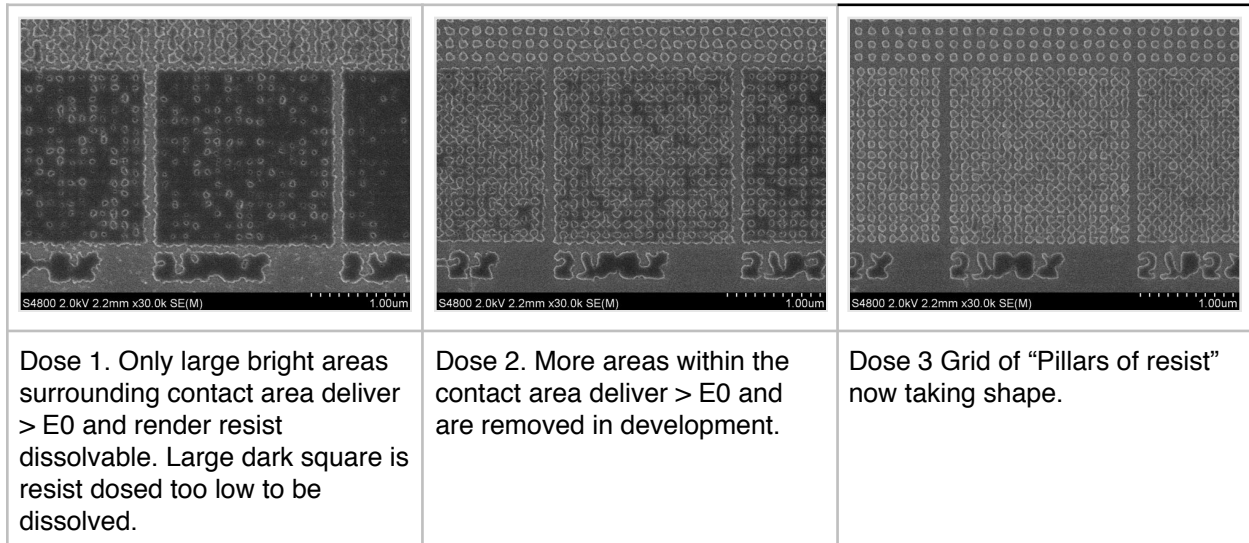 S4800 2.0kV 2.2mm x30.0k SE(M) 1.00um
S4800 2.0kV 2.2mm x30.0k SE(M) 1.00um
S4800 2.0kV 2.2mm x30.0k SE(M) 1.00um
Dose 1. Only large bright areas
surrounding contact area deliver
> E0 and render resist
dissolvable. Large dark square is
resist dosed too low to be
dissolved.
Dose 2. More areas within the
contact area deliver > E0 and
are removed in development.
Dose 3 Grid of “Pillars of resist”
now taking shape.